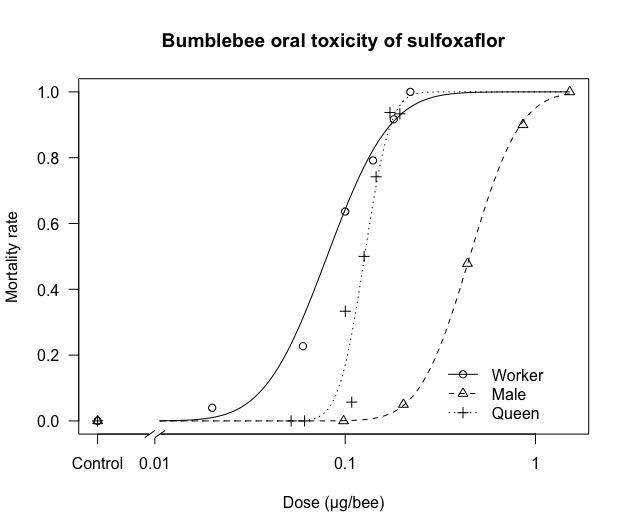 Bumblebee oral toxicity of sulfoxaflor
Mortality rate
1.0
0.8
0.6
0.4
0.2
0.0
Worker
Male
Queen
Control 0.01 0.1 1
Dose (μg/bee)